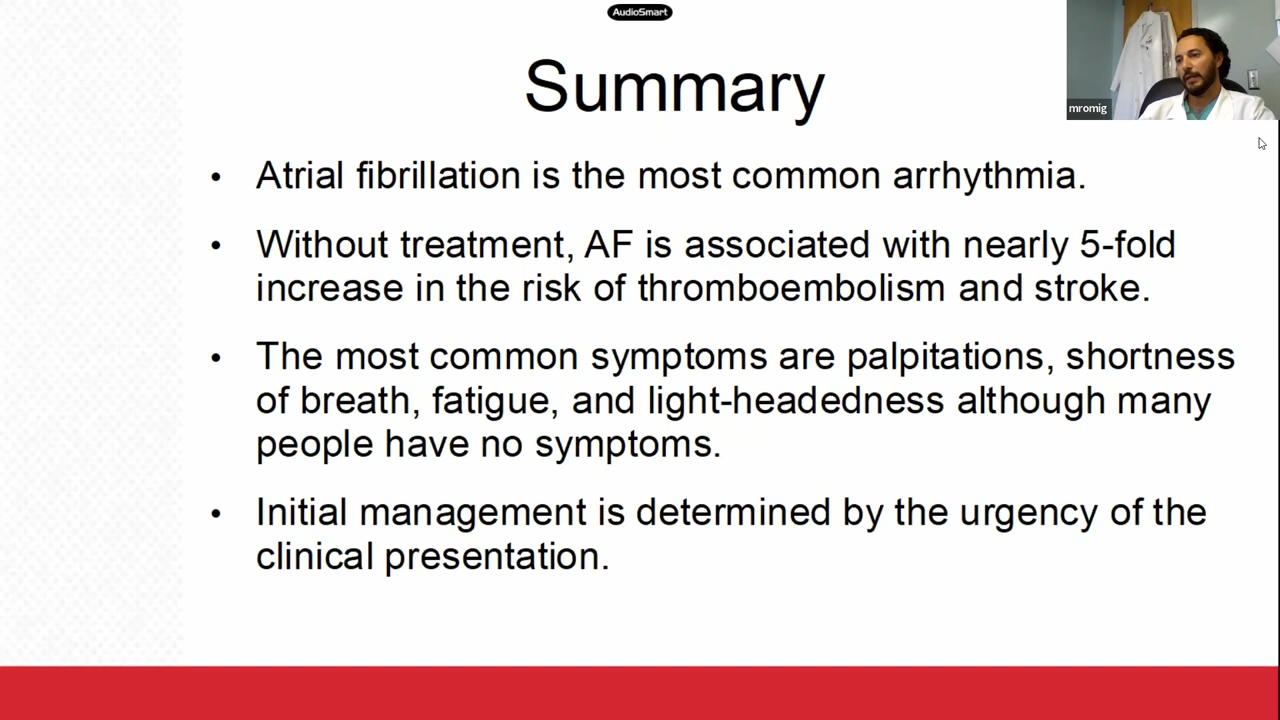 AudioSmart
Summary
mromig
• Atrial fibrillation is the most common arrhythmia.
• Without treatment, AF is associated with nearly 5-fold
increase in the risk of thromboembolism and stroke.
• The most common symptoms are palpitations, shortness
of breath, fatigue, and light-headedness although many
people have no symptoms.
• Initial management is determined by the urgency of the
clinical presentation.